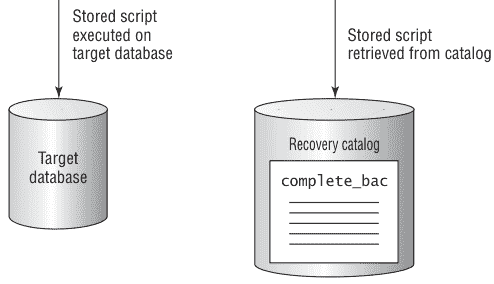 Stored script
executed on
target database
Stored script
retrieved from catalog
Target
database
Recovery catalog
complete_bac